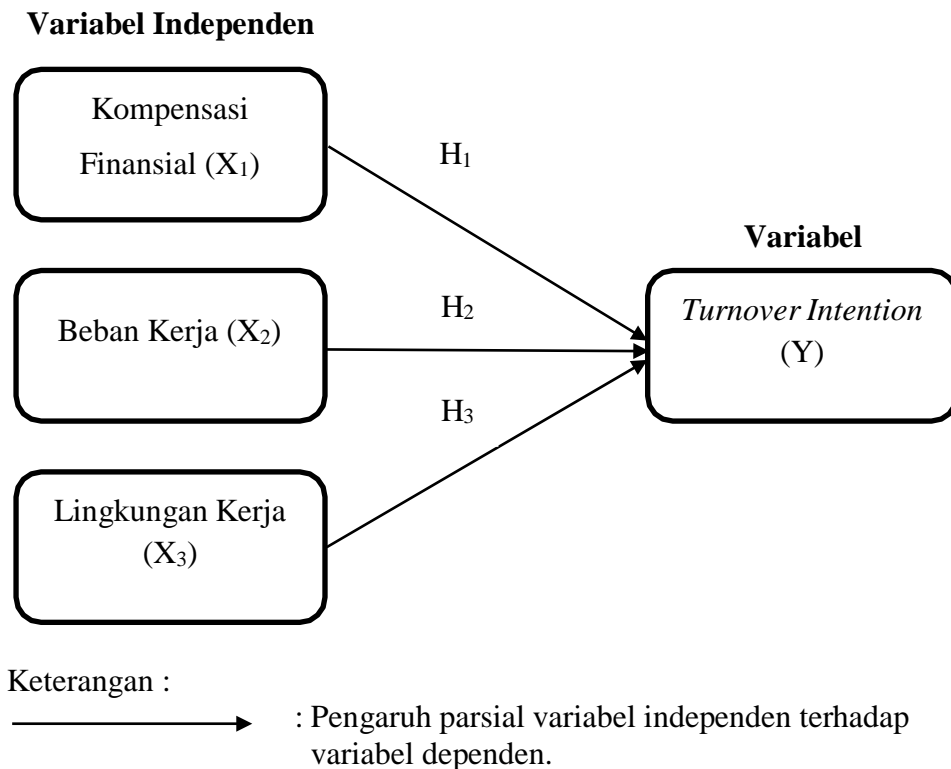 Variabel Independen
Kompensasi
Finansial (X₁)
H₁
Variabel
Beban Kerja (X₂)
H₂
Turnover Intention
(Y)
H₃
Lingkungan Kerja
(X₃)
Keterangan :
: Pengaruh parsial variabel independen terhadap
variabel dependen.